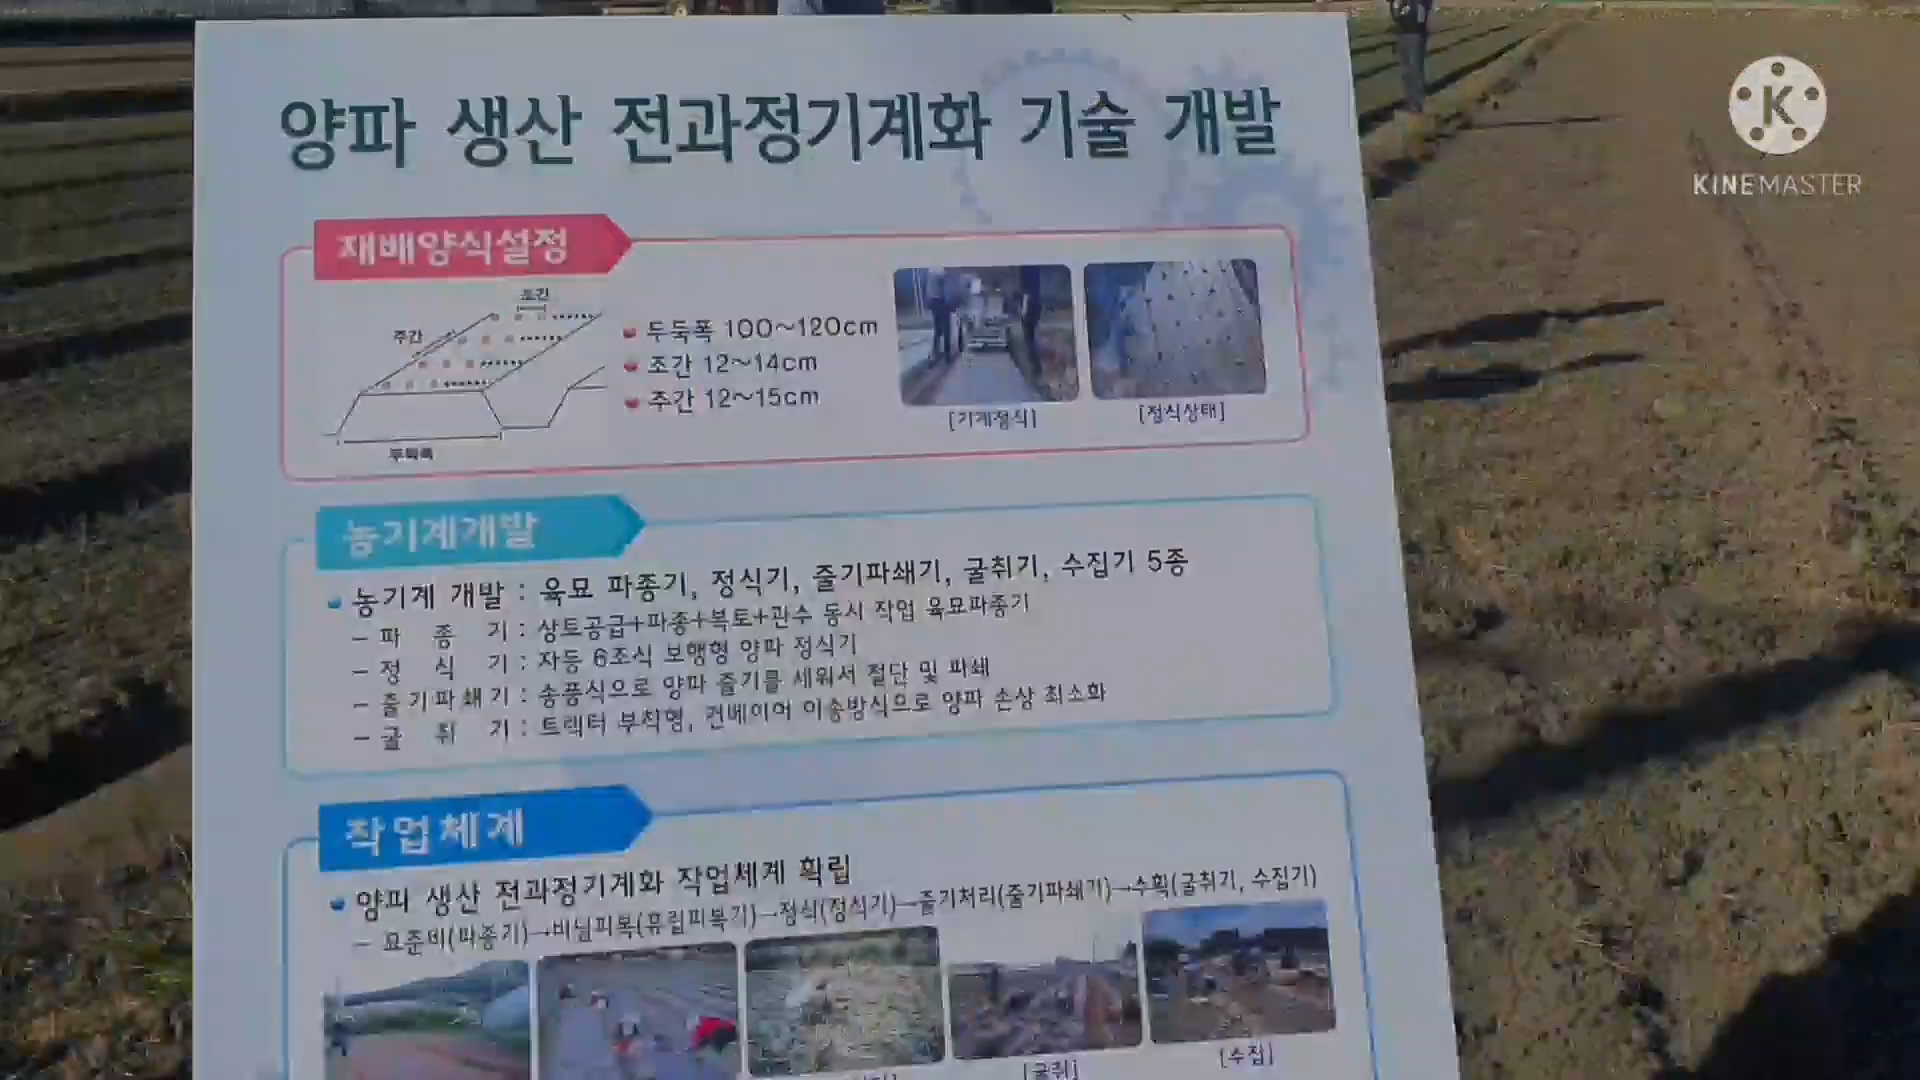 양파 생산 전과정기계화 기술 개발
KINEMASTER
재배양식설정
조간
주간
두둑폭
두둑폭 100~120cm
조간 12~14cm
주간 12~15cm
[기계정식]
[정식상태]
농기계개발
농기계 개발 : 육묘 파종기, 정식기, 줄기파쇄기, 굴취기, 수집기 5종
- 파 종 기 : 상토공급+파종+복토+관수 동시 작업 육묘파종기
- 정 식 기 : 자동 6조식 보행형 양파 정식기
- 줄기파쇄기 : 송풍식으로 양파 줄기를 세워서 절단 및 파쇄
- 굴 취 기 : 트랙터 부착형, 컨베이어 이송방식으로 양파 손상 최소화
작업체계
양파 생산 전과정기계화 작업체계 확립
- 묘준비(파종기)→비닐피복(휴립피복기)→정식(정식기)→줄기처리(줄기파쇄기)→수확(굴취기, 수집기)
[굴취]
[수집]